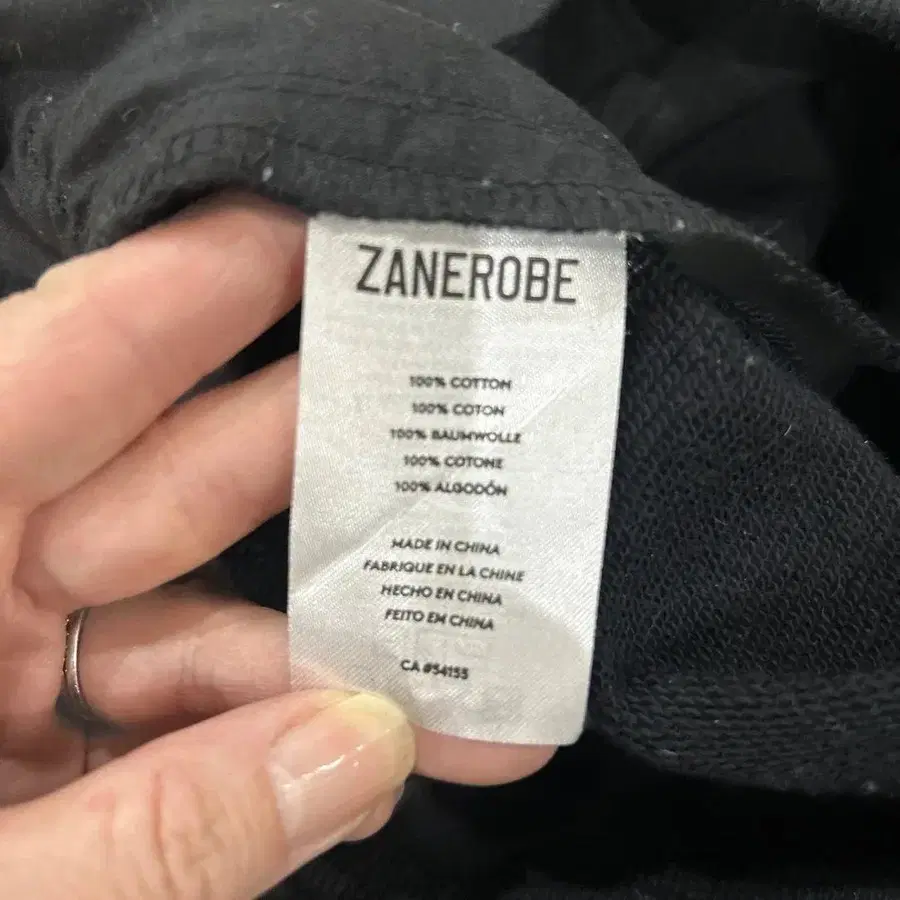 ZANEROBE
100% COTTON
100% COTON
100% BAUMWOLLE
100% COTONE
100% ALGODÓN
MADE IN CHINA
FABRIQUE EN LA CHINE
HECHO EN CHINA
FEITO EM CHINA
CA #54155